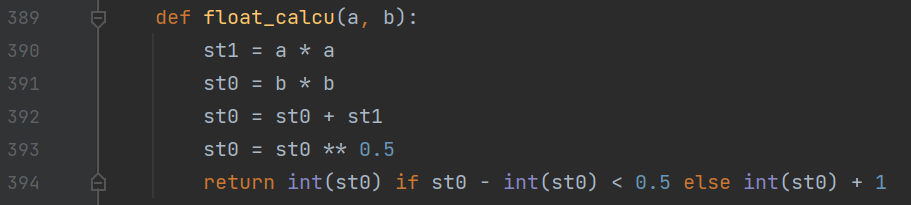 389 def float_calcu(a, b):
390 st1 = a * a
391 st0 = b * b
392 st0 = st0 + st1
393 st0 = st0 ** 0.5
394 return int(st0) if st0 - int(st0) < 0.5 else int(st0) + 1